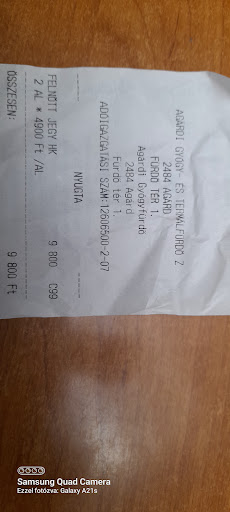 AGÁRDI GYÓGY- ÉS TERMÁLFÜRDŐ Z
2484 AGÁRD
FÜRDŐ TÉR 1.
Agárdi Gyógyfürdő
2484 Agárd
Fürdő tér 1.
ADÓIGAZGATÁSI SZÁM:12606500-2-07
NYUGTA
FELNŐTT JEGY HK
2 AL * 4900 Ft /AL
9 800 C99
ÖSSZESEN: 9 800 Ft
Samsung Quad Camera
Ezzel fotózva: Galaxy A21s